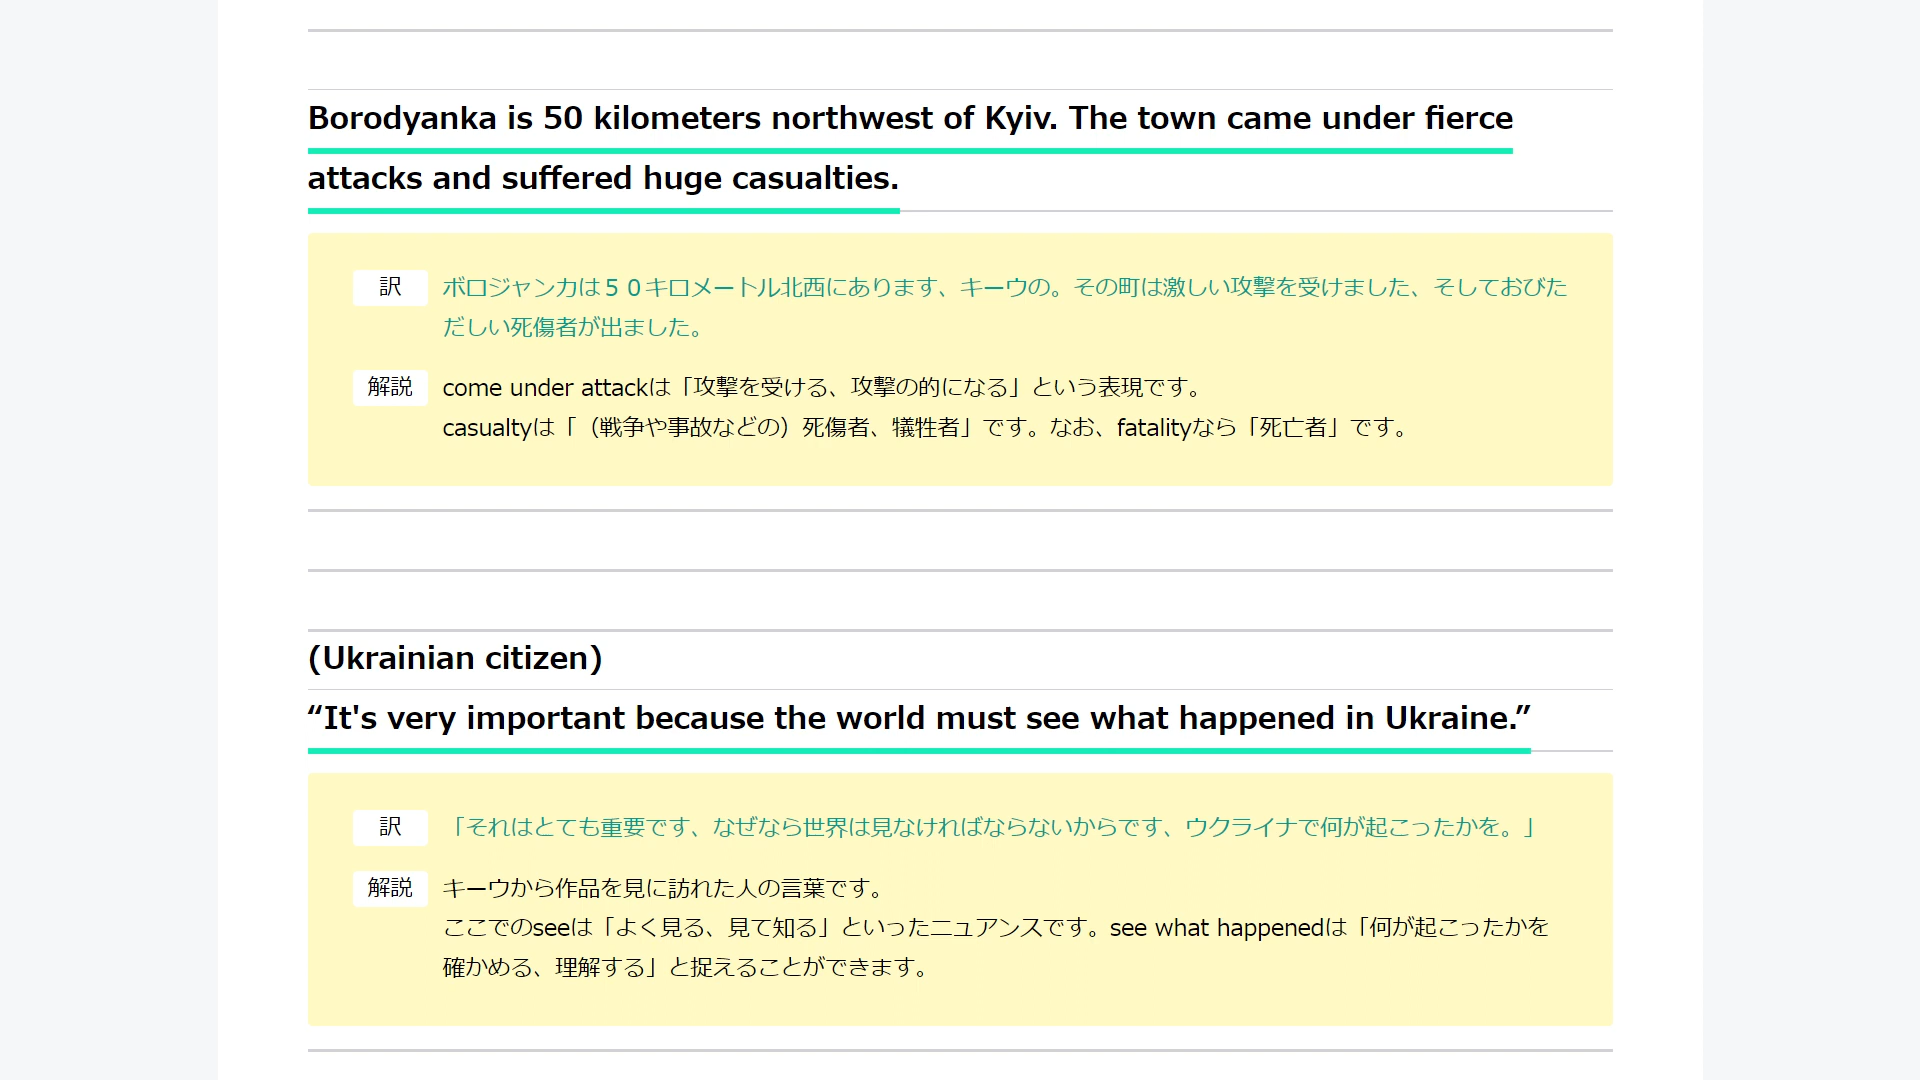 Borodyanka is 50 kilometers northwest of Kyiv. The town came under fierce
attacks and suffered huge casualties.
訳
ボロジャンカは５０キロメートル北西にあります、キーウの。その町は激しい攻撃を受けました、そしておびた
だしい死傷者が出ました。
解説
come under attackは「攻撃を受ける、攻撃の的になる」という表現です。
casualtyは「（戦争や事故などの）死傷者、犠牲者」です。なお、fatalityなら「死亡者」です。
(Ukrainian citizen)
“It's very important because the world must see what happened in Ukraine.”
訳
「それはとても重要です、なぜなら世界は見なければならないからです、ウクライナで何が起こったかを。」
解説
キーウから作品を見に訪れた人の言葉です。
ここでのseeは「よく見る、見て知る」といったニュアンスです。see what happenedは「何が起こったかを
確かめる、理解する」と捉えることができます。